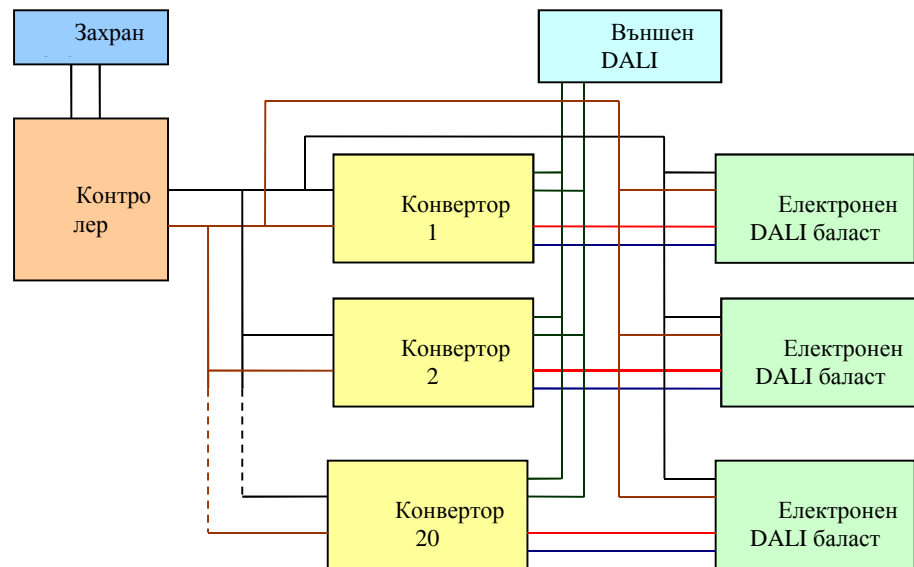 Захран
Външен
DALI
Контро
лер
Конвертор
1
Електронен
DALI баласт
Конвертор
2
Електронен
DALI баласт
Конвертор
20
Електронен
DALI баласт